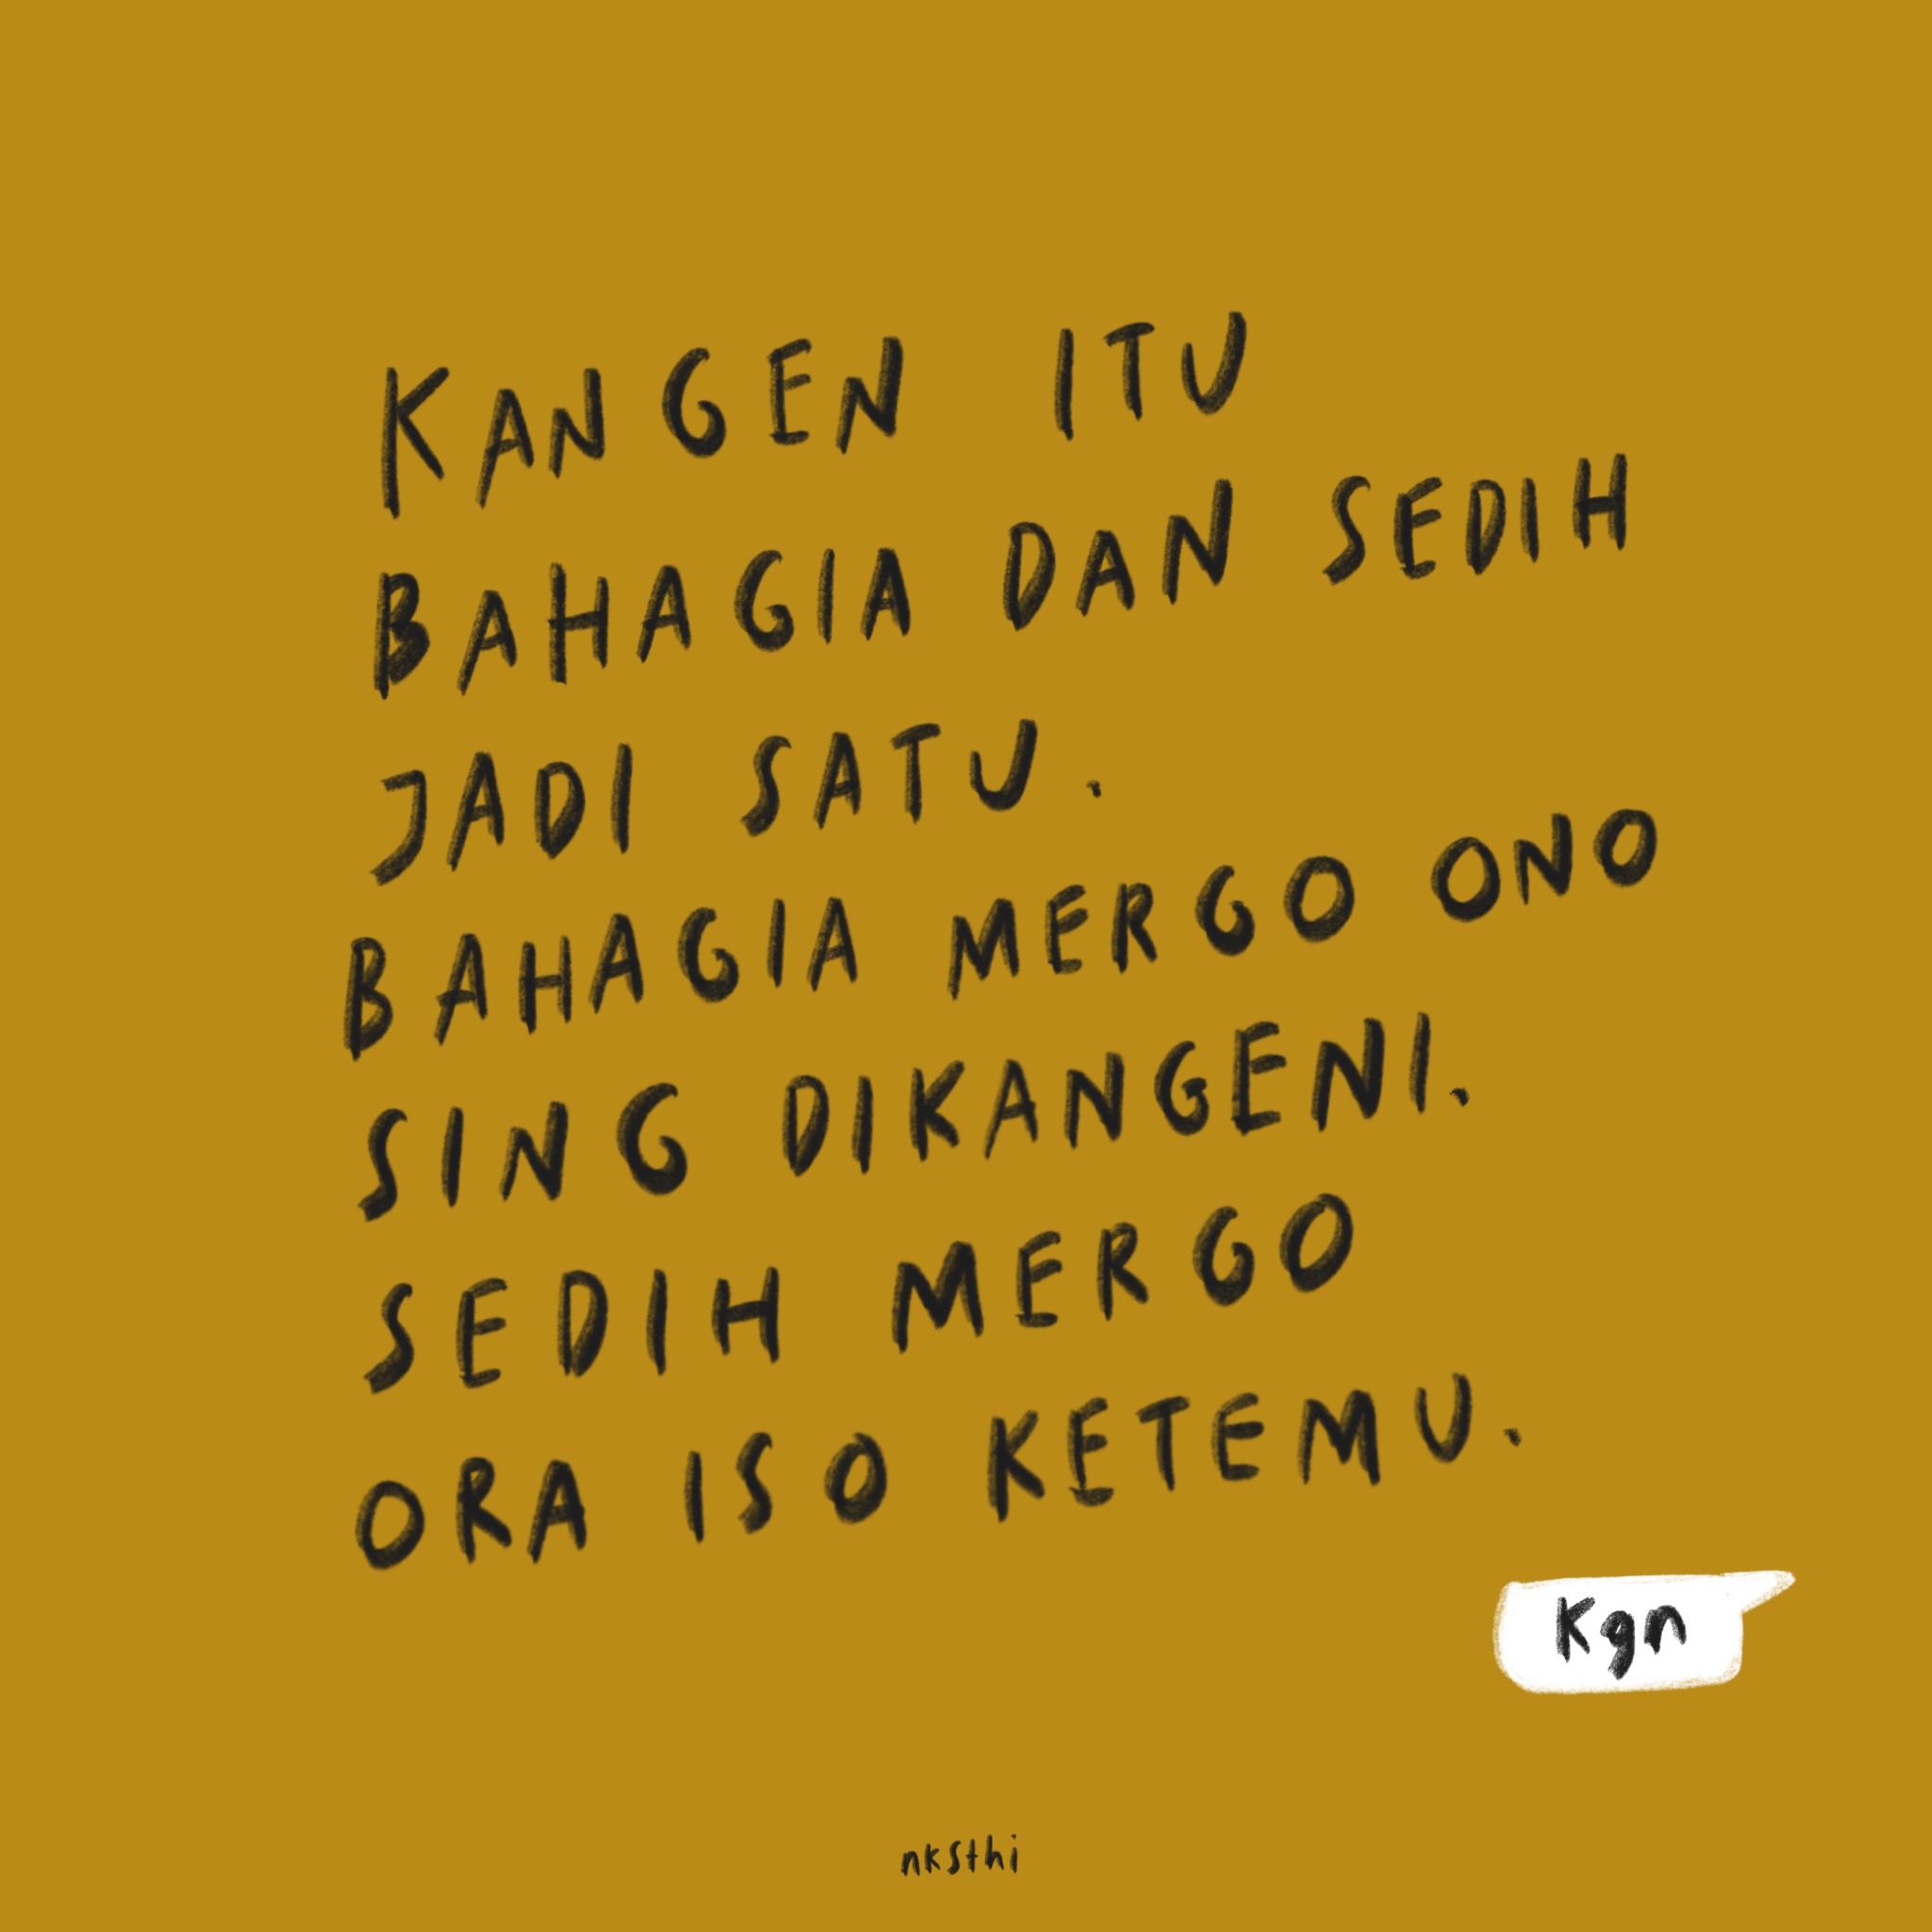 KANGEN ITU
BAHAGIA DAN SEDIH
JADI SATU.
BAHAGIA MERGO ONO
SING DIKANGENI.
SEDIH MERGO
ORA ISO KETEMU.
Kgn
nksthi